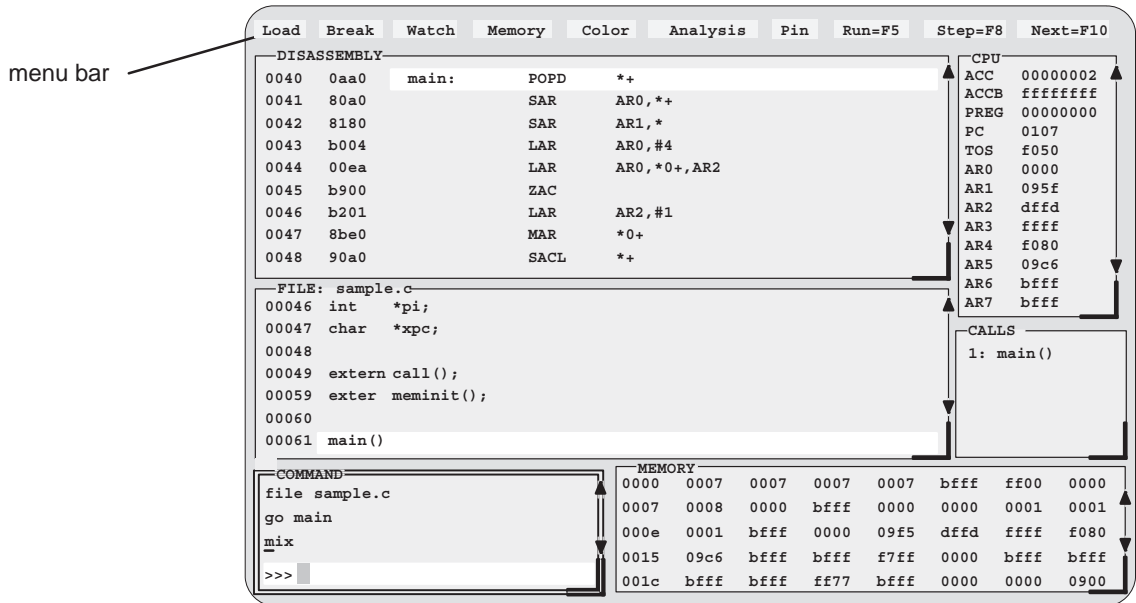 Load Break Watch Memory Color Analysis Pin Run=F5 Step=F8 Next=F10
menu bar
DISASSEMBLY
0040 0aa0 main: POPD *+
0041 80a0 SAR AR0,*+
0042 8180 SAR AR1,*
0043 b004 LAR AR0,#4
0044 00ea LAR AR0,*0+,AR2
0045 b900 ZAC
0046 b201 LAR AR2,#1
0047 8be0 MAR *0+
0048 90a0 SACL *+
CPU
ACC 00000002
ACCB ffffffff
PREG 00000000
PC 0107
TOS f050
AR0 0000
AR1 095f
AR2 dffd
AR3 ffff
AR4 f080
AR5 09c6
AR6 bfff
AR7 bfff
FILE: sample.c
00046 int *pi;
00047 char *xpc;
00048
00049 extern call();
00059 exter meminit();
00060
00061 main()
CALLS
1: main()
COMMAND
file sample.c
go main
mix
>>>
MEMORY
0000 0007 0007 0007 0007 bfff ff00 0000
0007 0008 0000 bfff 0000 0000 0001 0001
000e 0001 bfff 0000 09f5 dffd ffff f080
0015 09c6 bfff bfff f7ff 0000 bfff bfff
001c bfff bfff ff77 bfff 0000 0000 0900